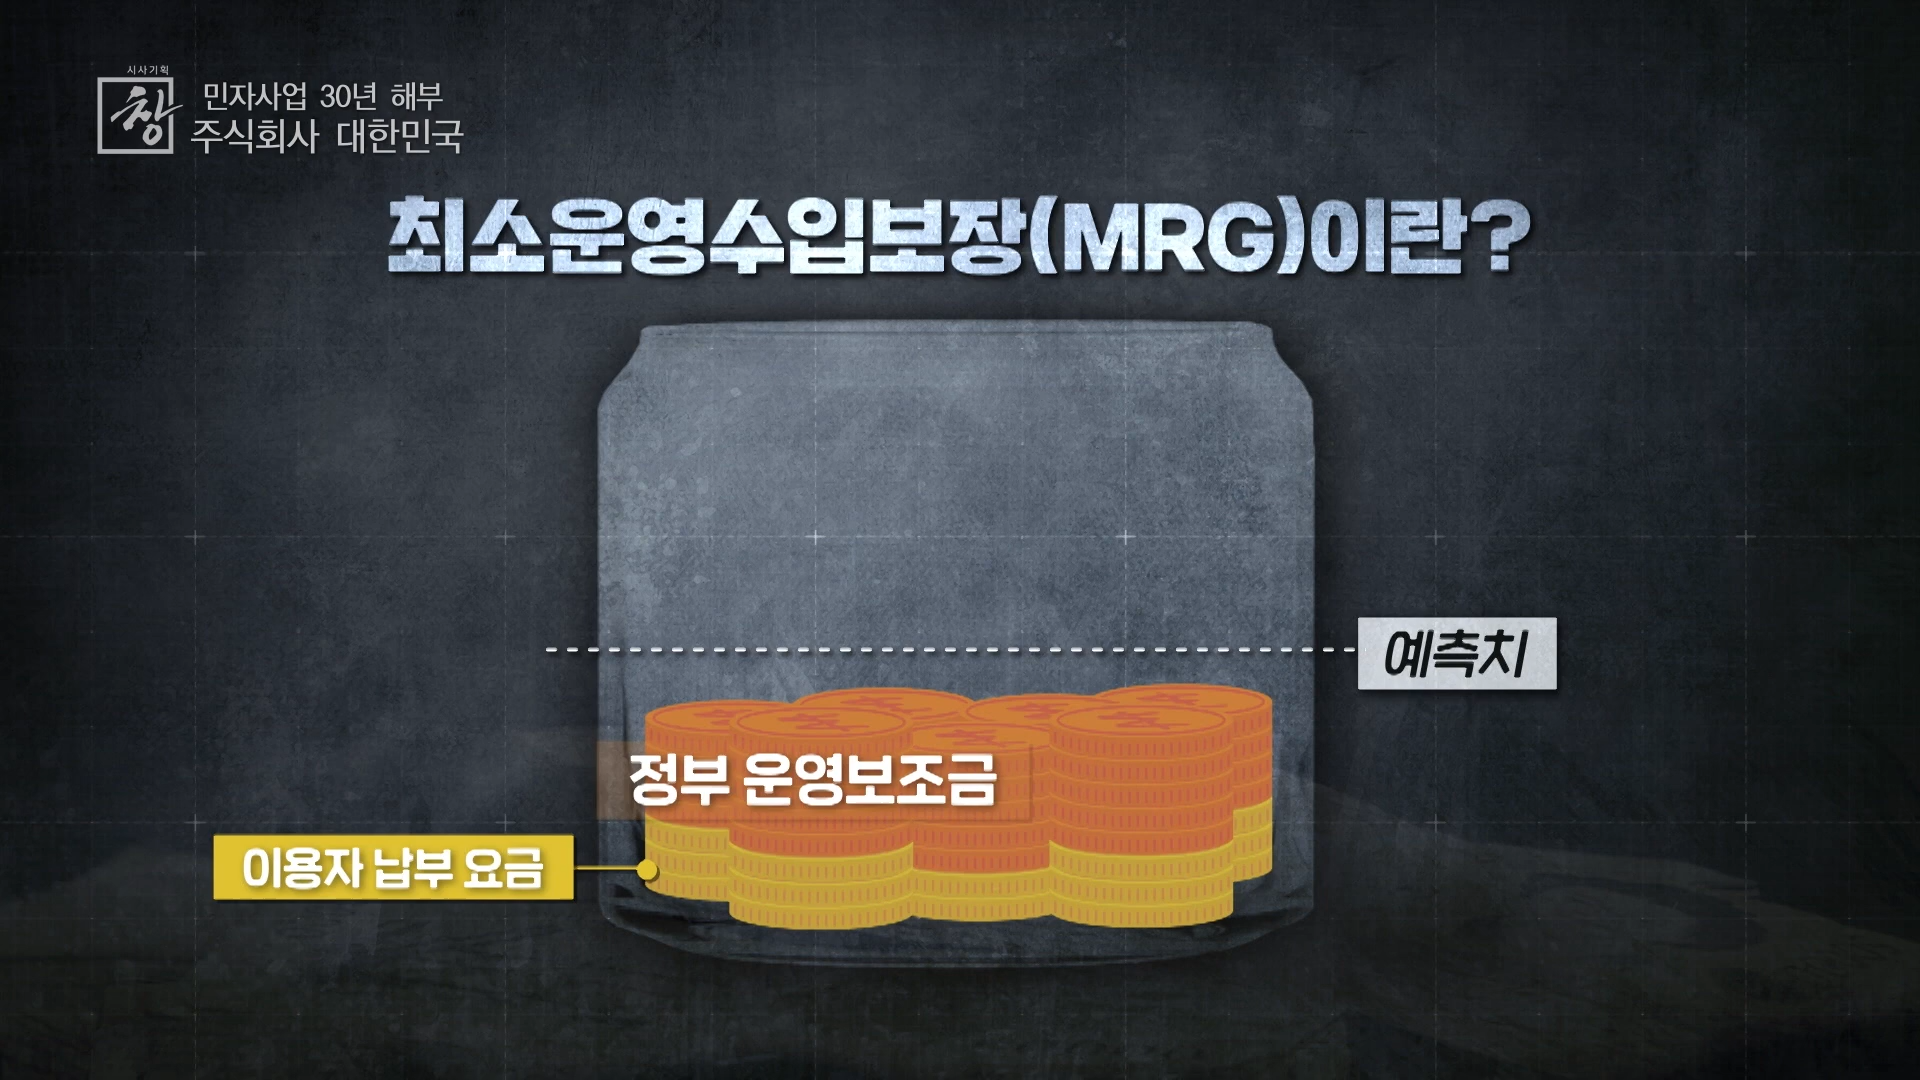 시사기획
창
민자사업 30년 해부
주식회사 대한민국
최소운영수입보장(MRG)이란?
예측치
정부 운영보조금
이용자 납부 요금